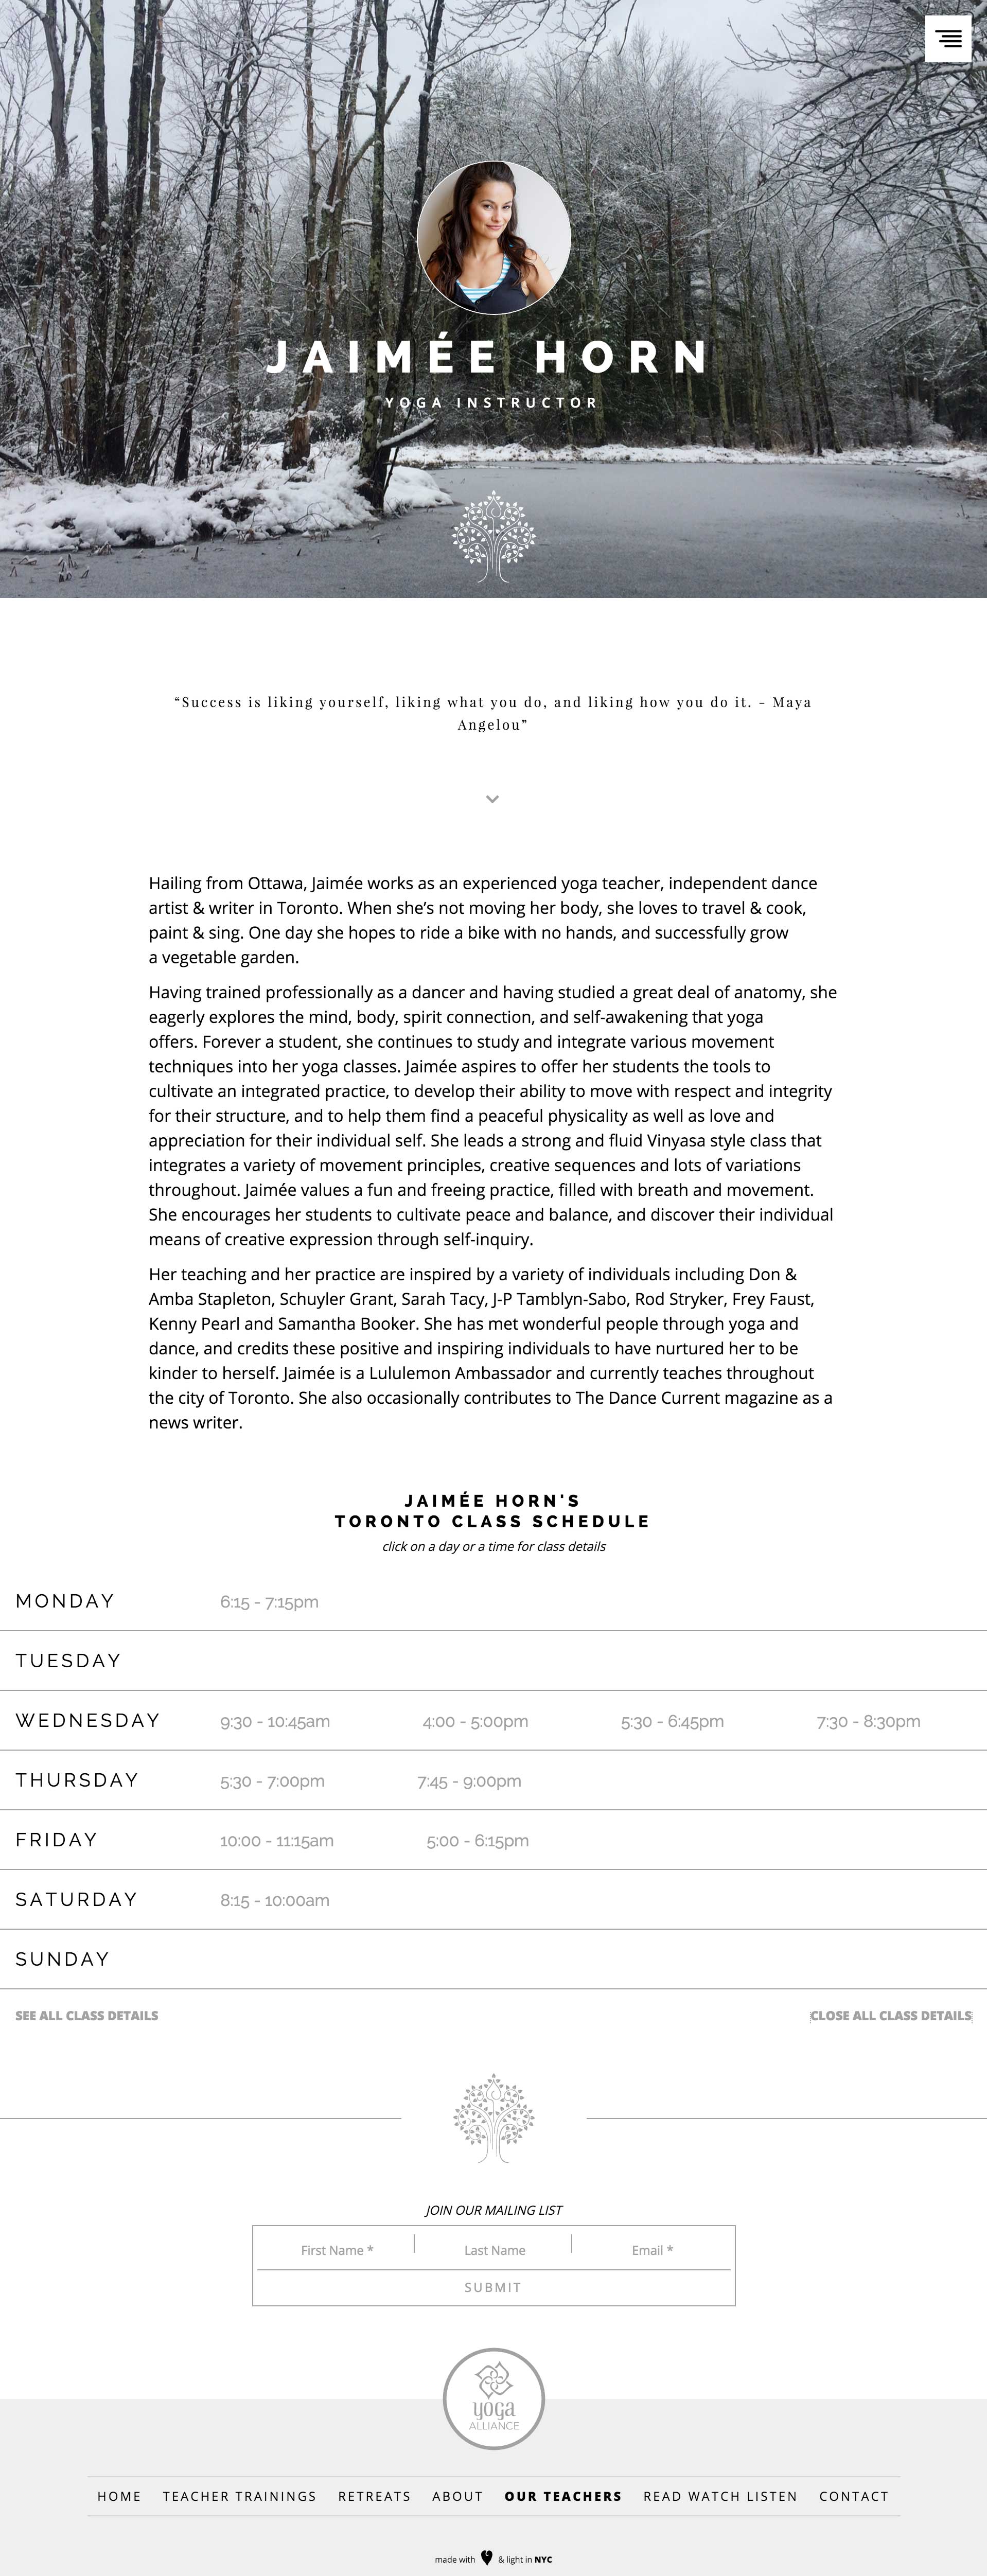 JAIMÉE HORN
YOGA INSTRUCTOR
“Success is liking yourself, liking what you do, and liking how you do it. - Maya
Angelou”
Hailing from Ottawa, Jaimée works as an experienced yoga teacher, independent dance
artist & writer in Toronto. When she’s not moving her body, she loves to travel & cook,
paint & sing. One day she hopes to ride a bike with no hands, and successfully grow
a vegetable garden.
Having trained professionally as a dancer and having studied a great deal of anatomy, she
eagerly explores the mind, body, spirit connection, and self-awakening that yoga
offers. Forever a student, she continues to study and integrate various movement
techniques into her yoga classes. Jaimée aspires to offer her students the tools to
cultivate an integrated practice, to develop their ability to move with respect and integrity
for their structure, and to help them find a peaceful physicality as well as love and
appreciation for their individual self. She leads a strong and fluid Vinyasa style class that
integrates a variety of movement principles, creative sequences and lots of variations
throughout. Jaimée values a fun and freeing practice, filled with breath and movement.
She encourages her students to cultivate peace and balance, and discover their individual
means of creative expression through self-inquiry.
Her teaching and her practice are inspired by a variety of individuals including Don &
Amba Stapleton, Schuyler Grant, Sarah Tacy, J-P Tamblyn-Sabo, Rod Stryker, Frey Faust,
Kenny Pearl and Samantha Booker. She has met wonderful people through yoga and
dance, and credits these positive and inspiring individuals to have nurtured her to be
kinder to herself. Jaimée is a Lululemon Ambassador and currently teaches throughout
the city of Toronto. She also occasionally contributes to The Dance Current magazine as a
news writer.
JAIMÉE HORN'S
TORONTO CLASS SCHEDULE
click on a day or a time for class details
MONDAY 6:15 - 7:15pm
TUESDAY
WEDNESDAY 9:30 - 10:45am 4:00 - 5:00pm 5:30 - 6:45pm 7:30 - 8:30pm
THURSDAY 5:30 - 7:00pm 7:45 - 9:00pm
FRIDAY 10:00 - 11:15am 5:00 - 6:15pm
SATURDAY 8:15 - 10:00am
SUNDAY
SEE ALL CLASS DETAILS CLOSE ALL CLASS DETAILS
JOIN OUR MAILING LIST
First Name * Last Name Email *
SUBMIT
yoga
ALLIANCE
HOME TEACHER TRAININGS RETREATS ABOUT OUR TEACHERS READ WATCH LISTEN CONTACT
made with & light in NYC